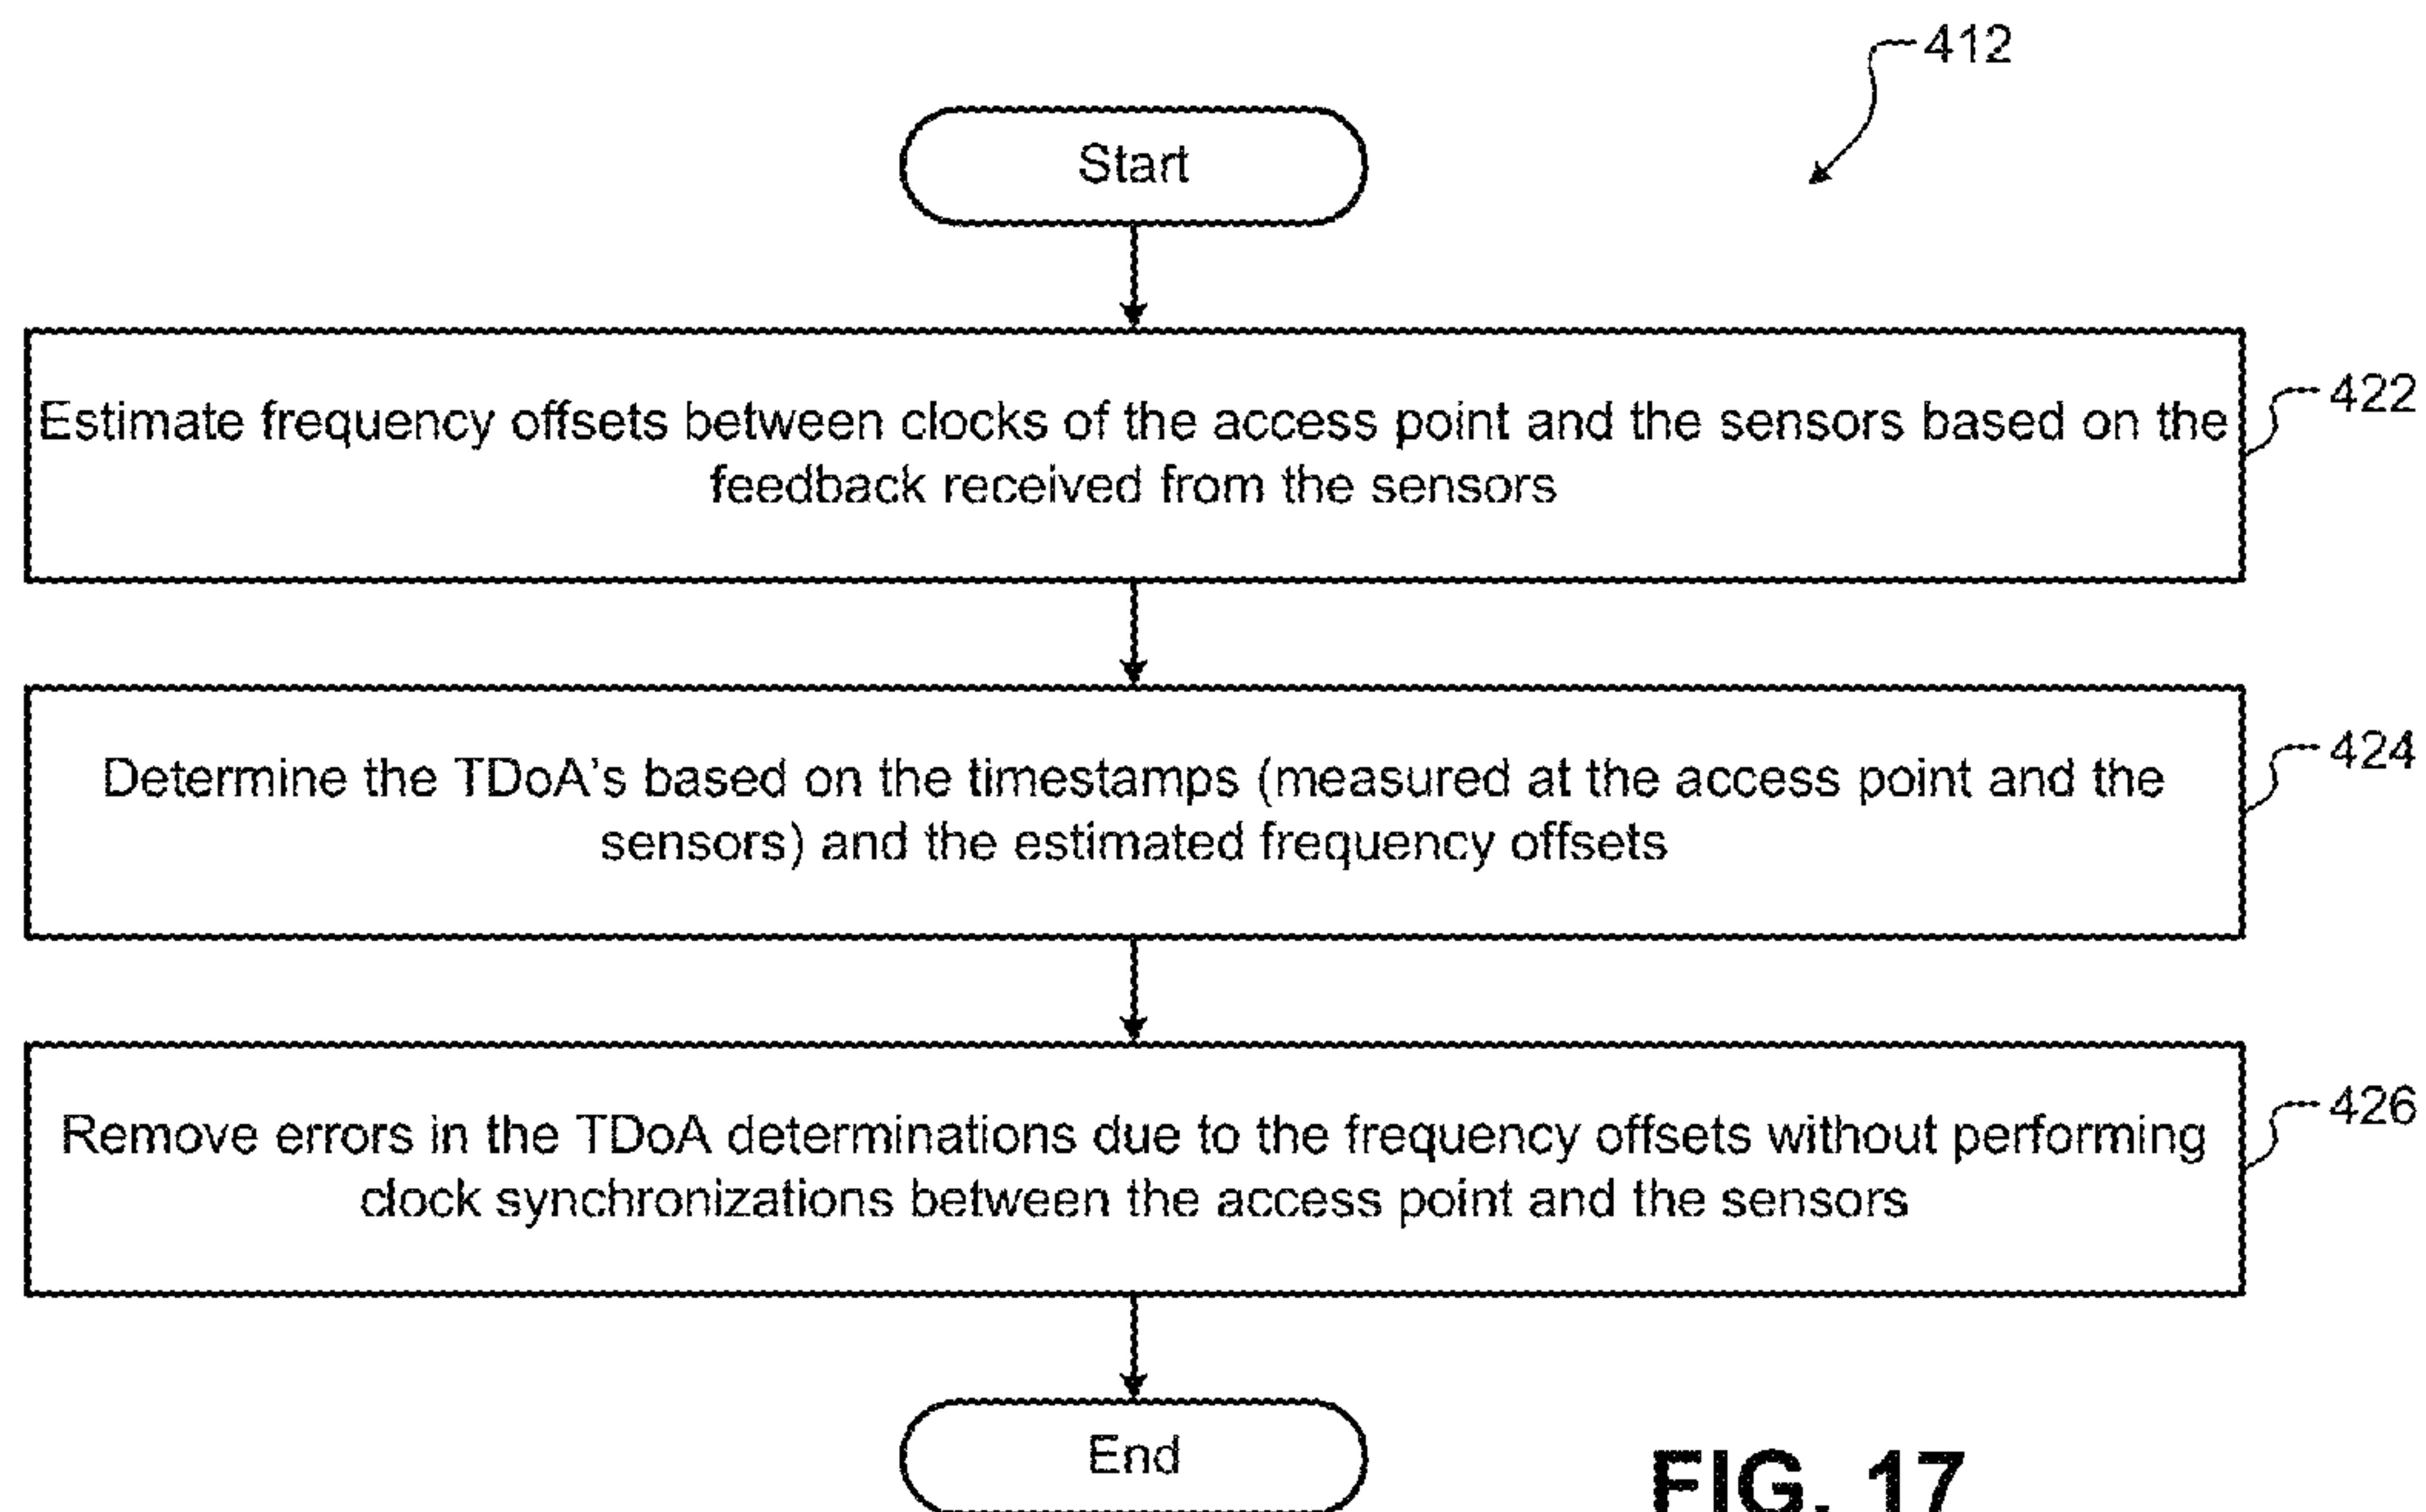 412
Start
Estimate frequency offsets between clocks of the access point and the sensors based on the
feedback received from the sensors
422
Determine the TDoA's based on the timestamps (measured at the access point and the
sensors) and the estimated frequency offsets
424
Remove errors in the TDoA determinations due to the frequency offsets without performing
clock synchronizations between the access point and the sensors
426
End
FIG. 17